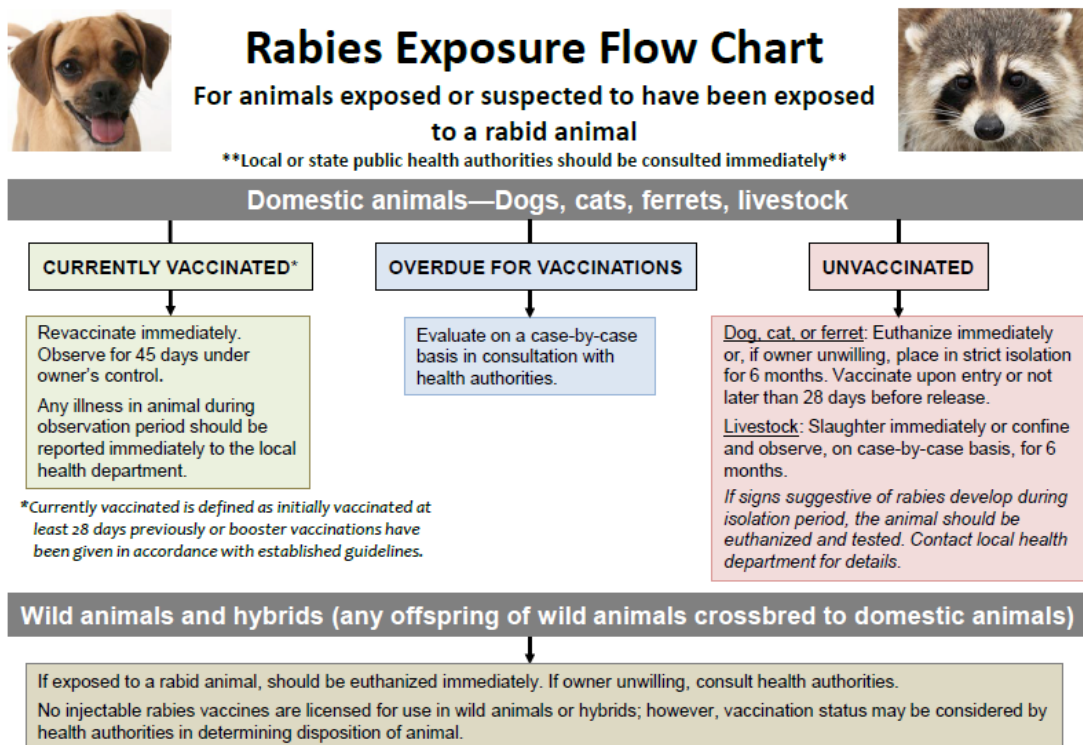 Rabies Exposure Flow Chart
For animals exposed or suspected to have been exposed
to a rabid animal
**Local or state public health authorities should be consulted immediately**
Domestic animals—Dogs, cats, ferrets, livestock
CURRENTLY VACCINATED*
Revaccinate immediately.
Observe for 45 days under
owner's control.
Any illness in animal during
observation period should be
reported immediately to the local
health department.
*Currently vaccinated is defined as initially vaccinated at
least 28 days previously or booster vaccinations have
been given in accordance with established guidelines.
OVERDUE FOR VACCINATIONS
Evaluate on a case-by-case
basis in consultation with
health authorities.
UNVACCINATED
Dog, cat, or ferret: Euthanize immediately
or, if owner unwilling, place in strict isolation
for 6 months. Vaccinate upon entry or not
later than 28 days before release.
Livestock: Slaughter immediately or confine
and observe, on case-by-case basis, for 6
months.
If signs suggestive of rabies develop during
isolation period, the animal should be
euthanized and tested. Contact local health
department for details.
Wild animals and hybrids (any offspring of wild animals crossbred to domestic animals)
If exposed to a rabid animal, should be euthanized immediately. If owner unwilling, consult health authorities.
No injectable rabies vaccines are licensed for use in wild animals or hybrids; however, vaccination status may be considered by
health authorities in determining disposition of animal.